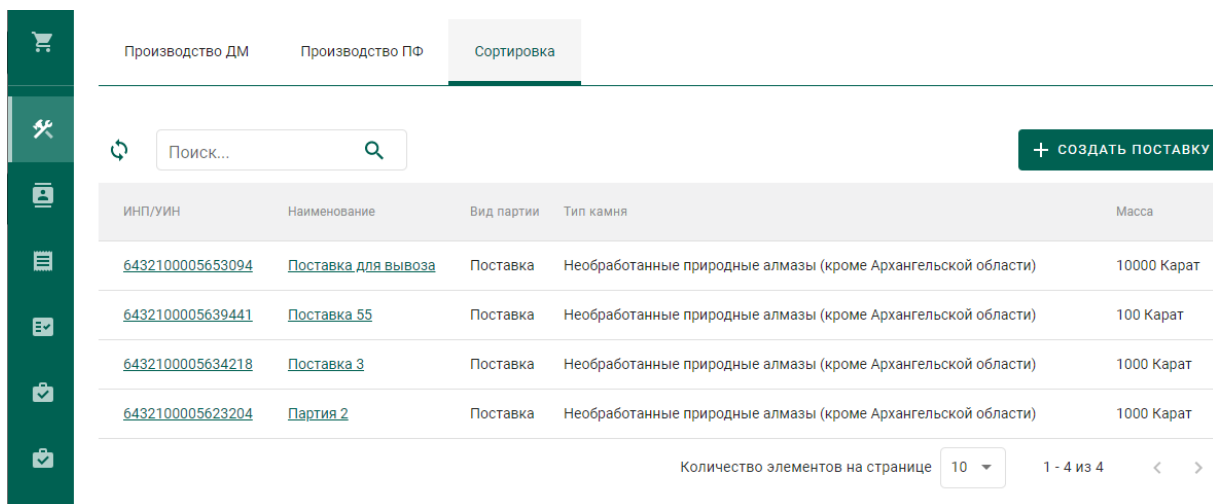 Производство ДМ Производство ПФ Сортировка
Поиск... + СОЗДАТЬ ПОСТАВКУ
ИНП/УИН Наименование Вид партии Тип камня Масса
6432100005653094 Поставка для вывоза Поставка Необработанные природные алмазы (кроме Архангельской области) 10000 Карат
6432100005639441 Поставка 55 Поставка Необработанные природные алмазы (кроме Архангельской области) 100 Карат
6432100005634218 Поставка 3 Поставка Необработанные природные алмазы (кроме Архангельской области) 1000 Карат
6432100005623204 Партия 2 Поставка Необработанные природные алмазы (кроме Архангельской области) 1000 Карат
Количество элементов на странице 10 1 - 4 из 4